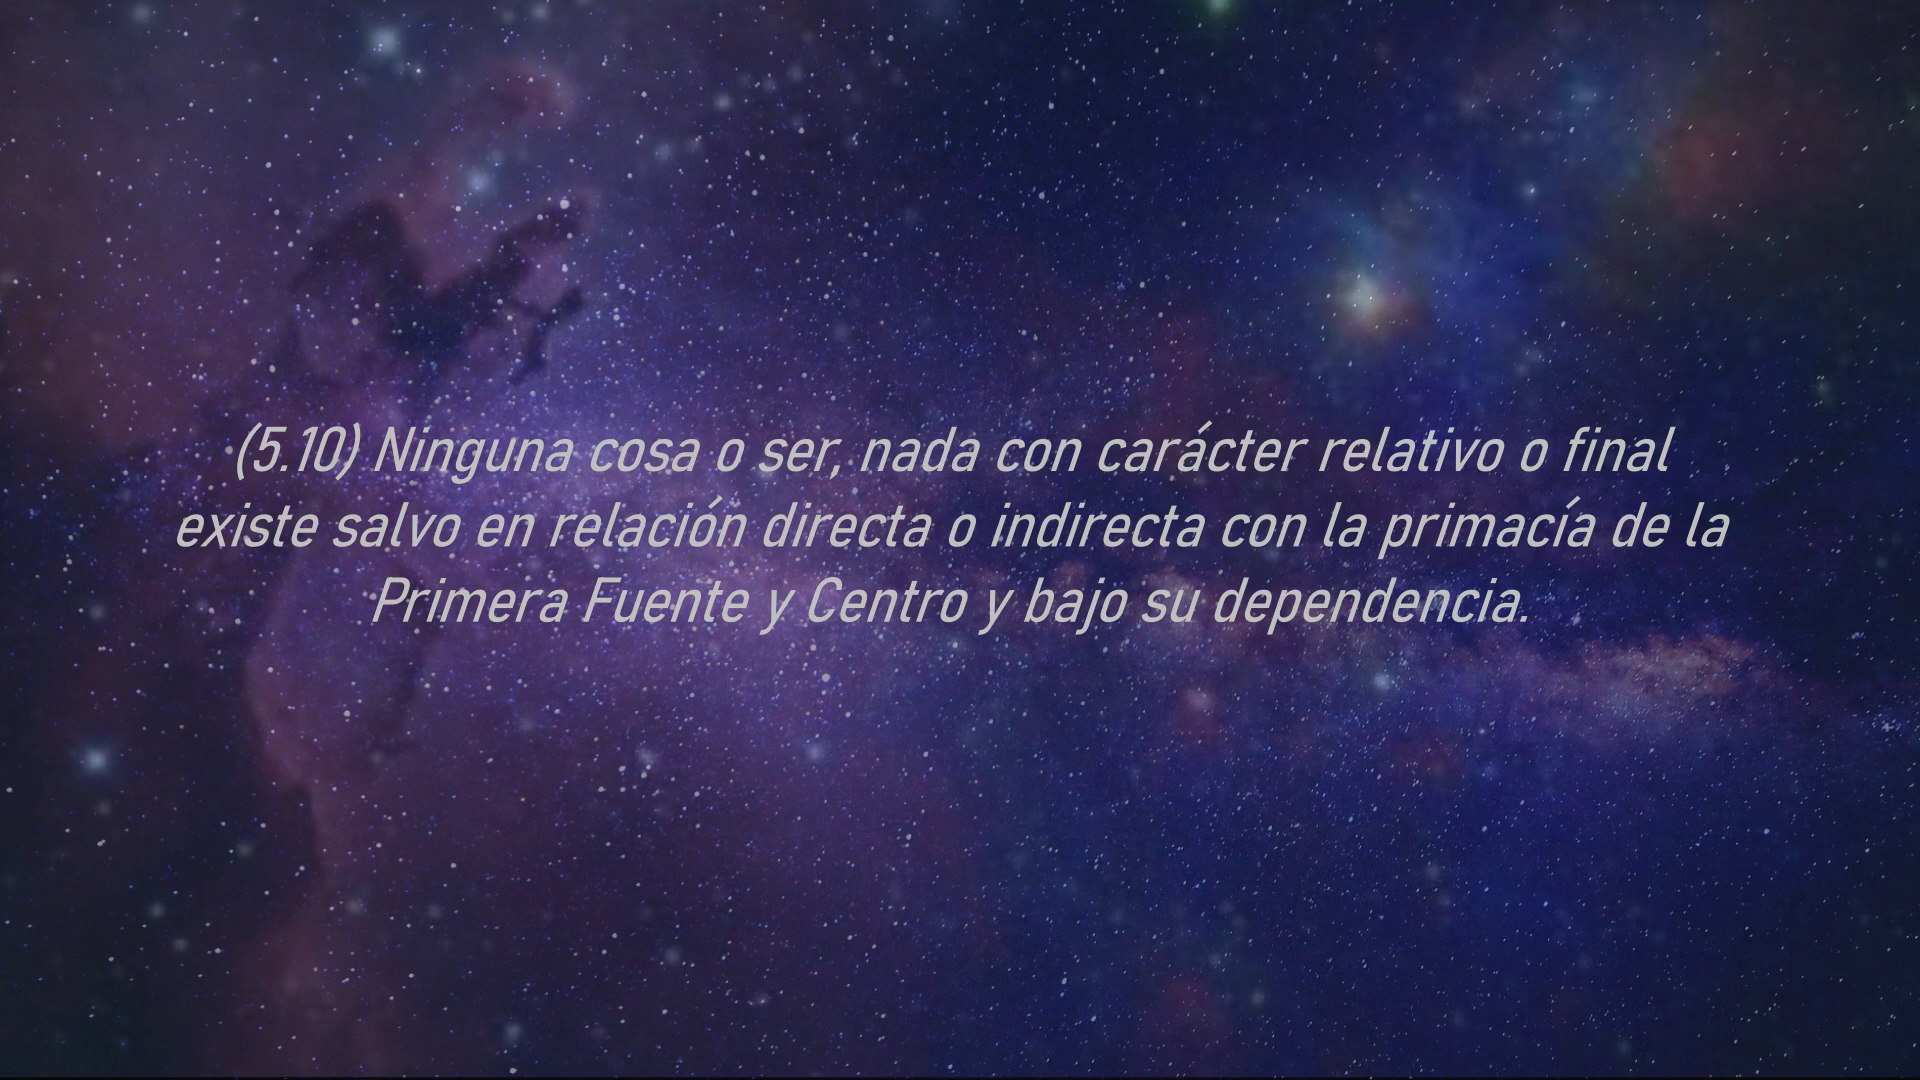 (5.10) Ninguna cosa o ser, nada con carácter relativo o final
existe salvo en relación directa o indirecta con la primacía de la
Primera Fuente y Centro y bajo su dependencia.